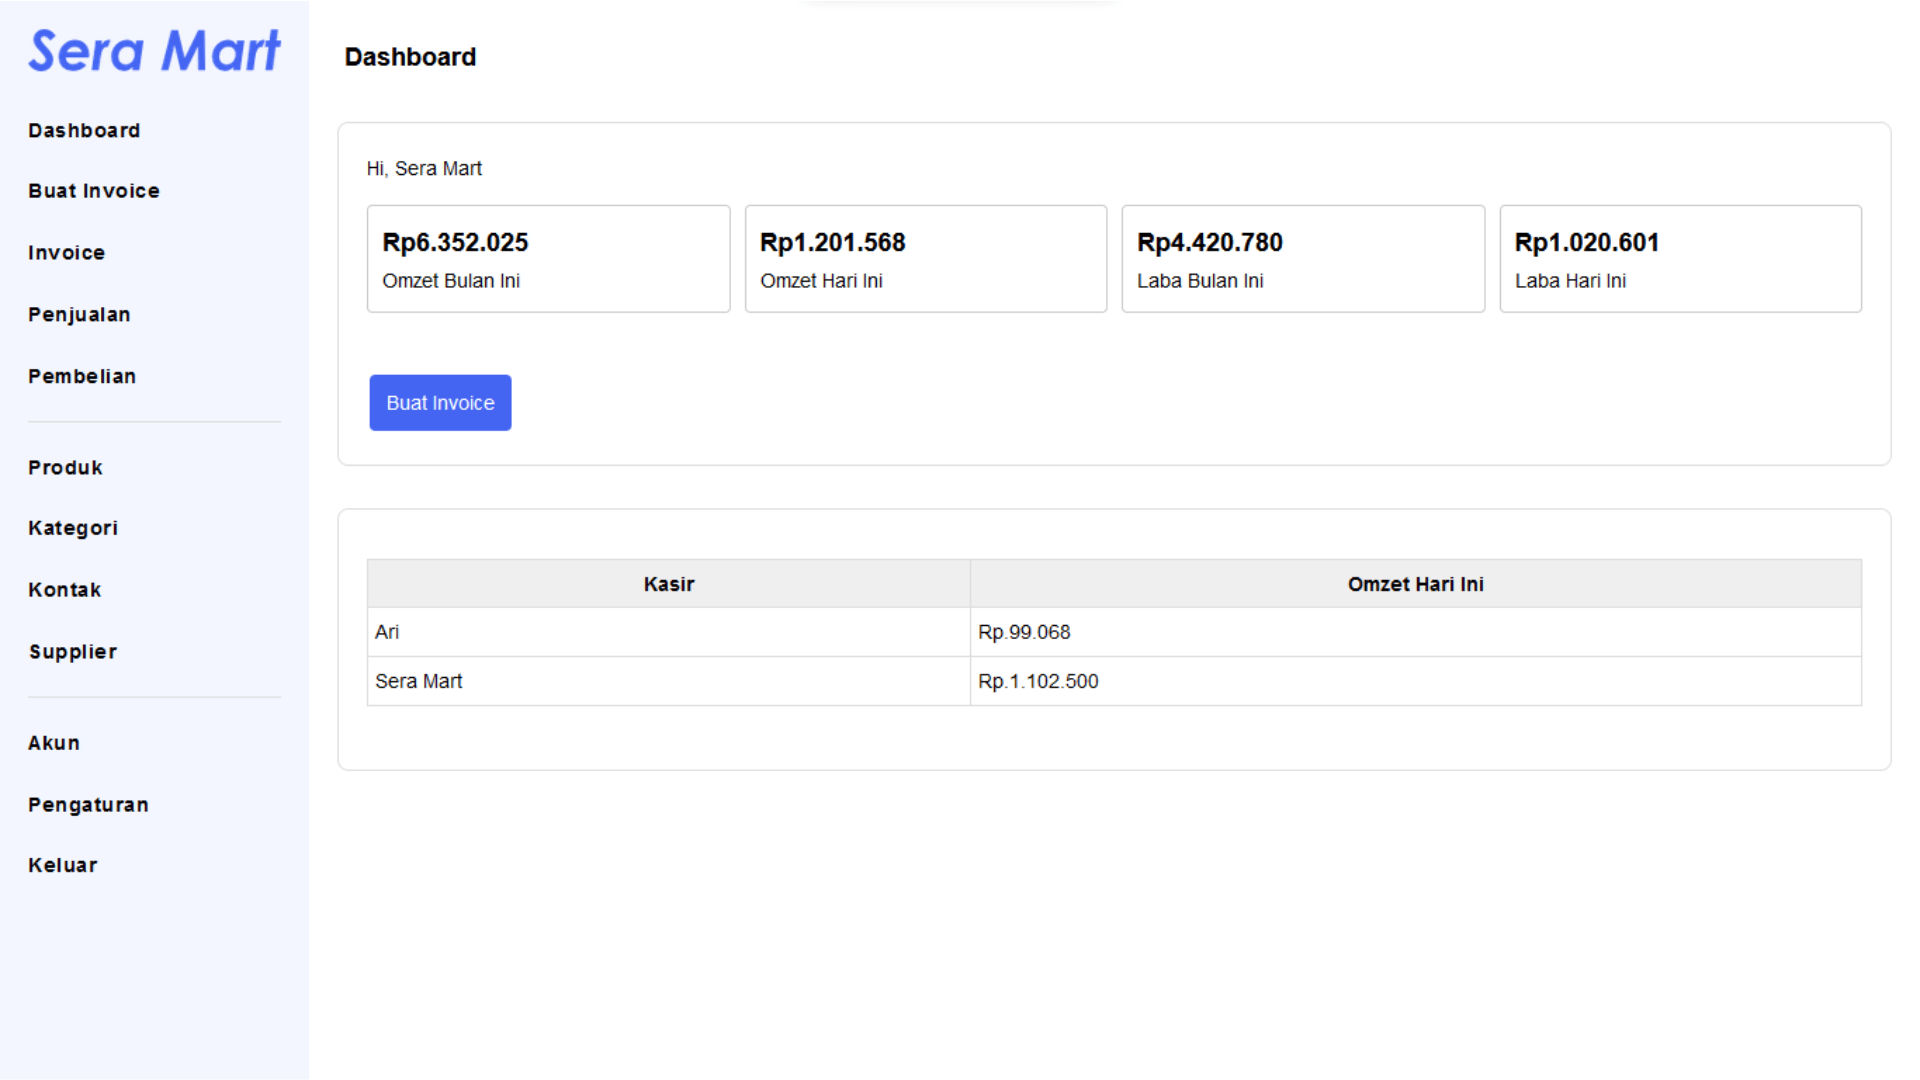 Sera Mart
Dashboard
Buat Invoice
Invoice
Penjualan
Pembelian
Produk
Kategori
Kontak
Supplier
Akun
Pengaturan
Keluar
Dashboard
Hi, Sera Mart
Rp6.352.025
Omzet Bulan Ini
Rp1.201.568
Omzet Hari Ini
Rp4.420.780
Laba Bulan Ini
Rp1.020.601
Laba Hari Ini
Buat Invoice
Kasir Omzet Hari Ini
Ari Rp.99.068
Sera Mart Rp.1.102.500